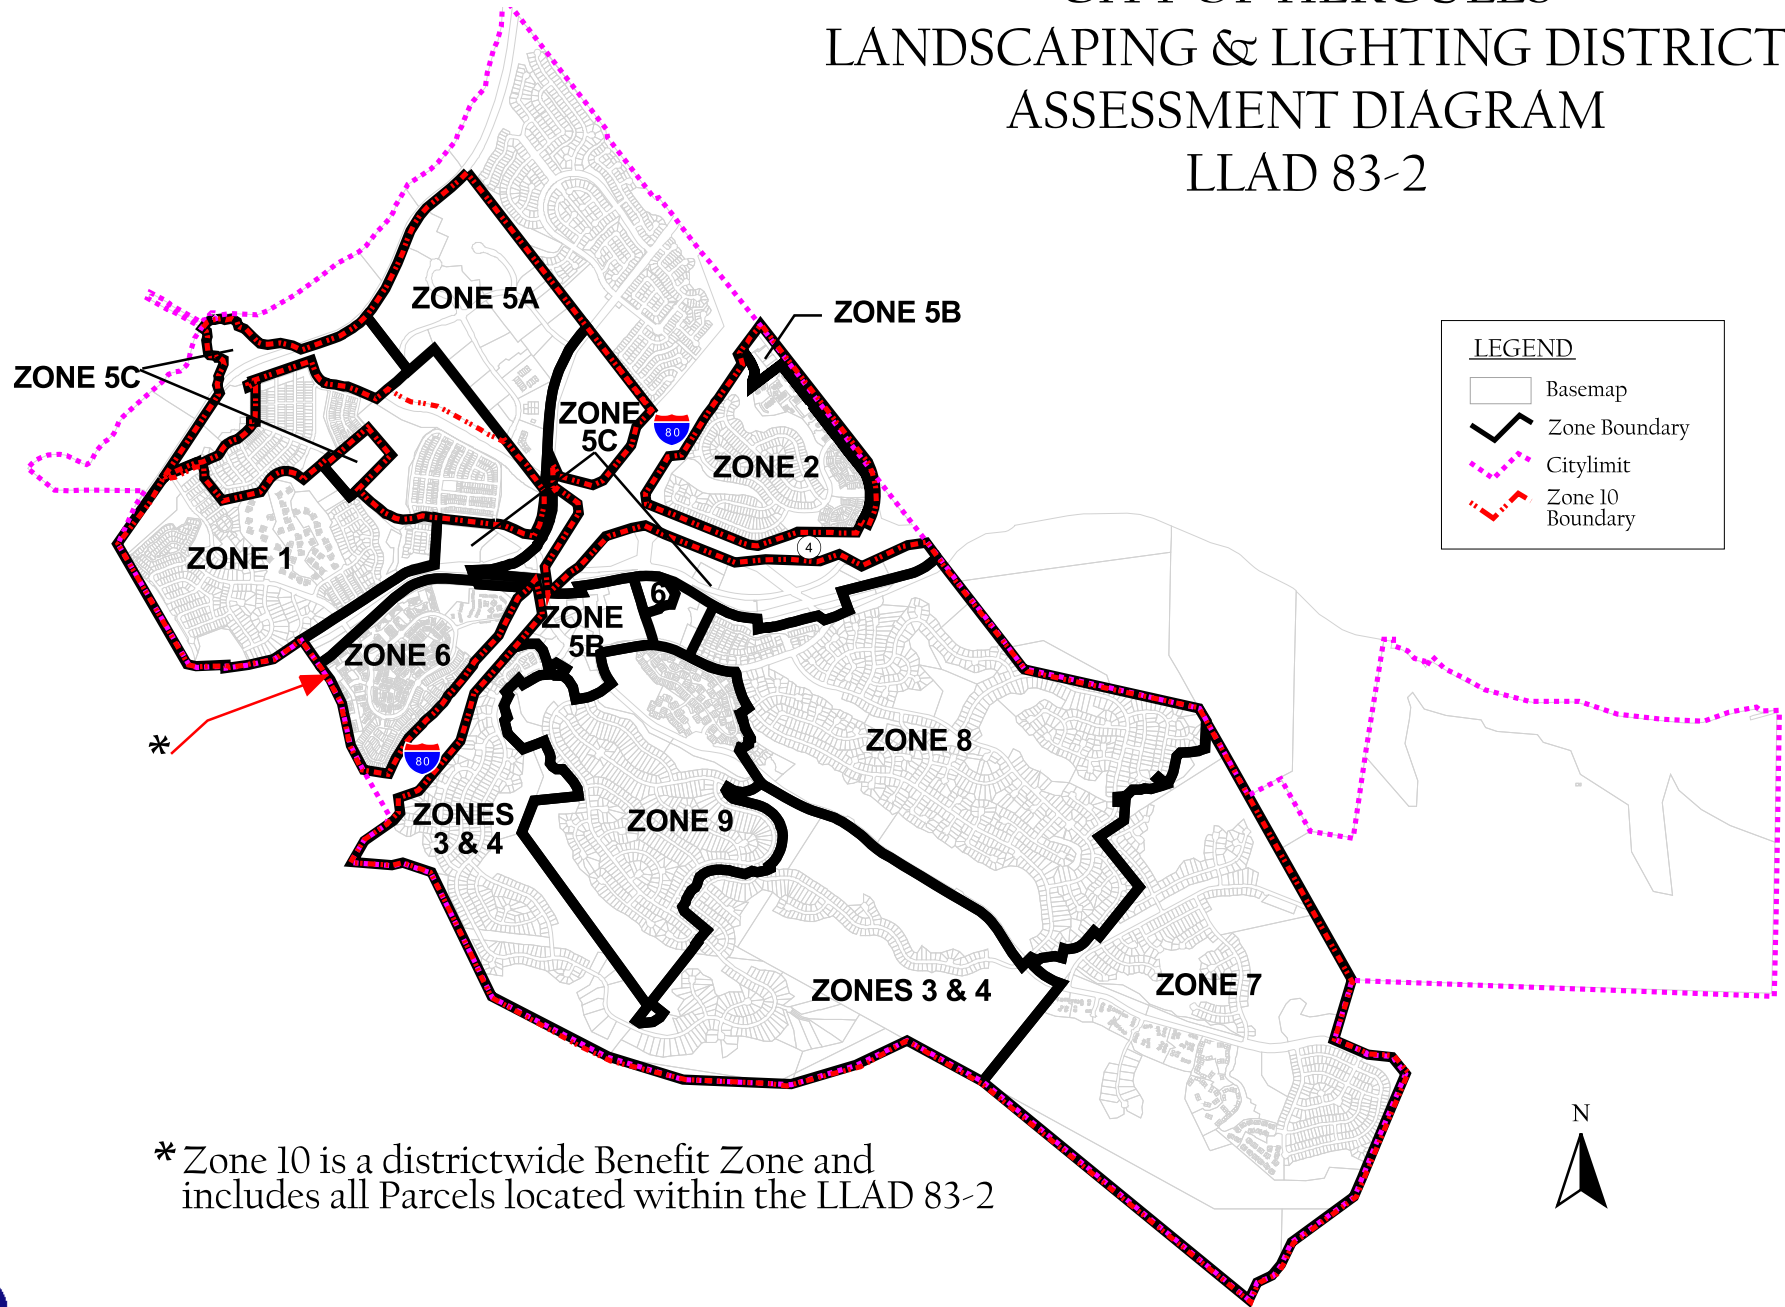 CITY OF HERCULES
LANDSCAPING & LIGHTING DISTRICT
ASSESSMENT DIAGRAM
LLAD 83-2
ZONE 5A
ZONE 5B
ZONE 5C
ZONE
5C
80
ZONE 2
4
ZONE 1
6
ZONE
5B
ZONE 6
*
80
ZONE 8
ZONES
3 & 4
ZONE 9
ZONES 3 & 4
ZONE 7
LEGEND
Basemap
Zone Boundary
Citylimit
Zone 10
Boundary
N
* Zone 10 is a districtwide Benefit Zone and
includes all Parcels located within the LLAD 83-2